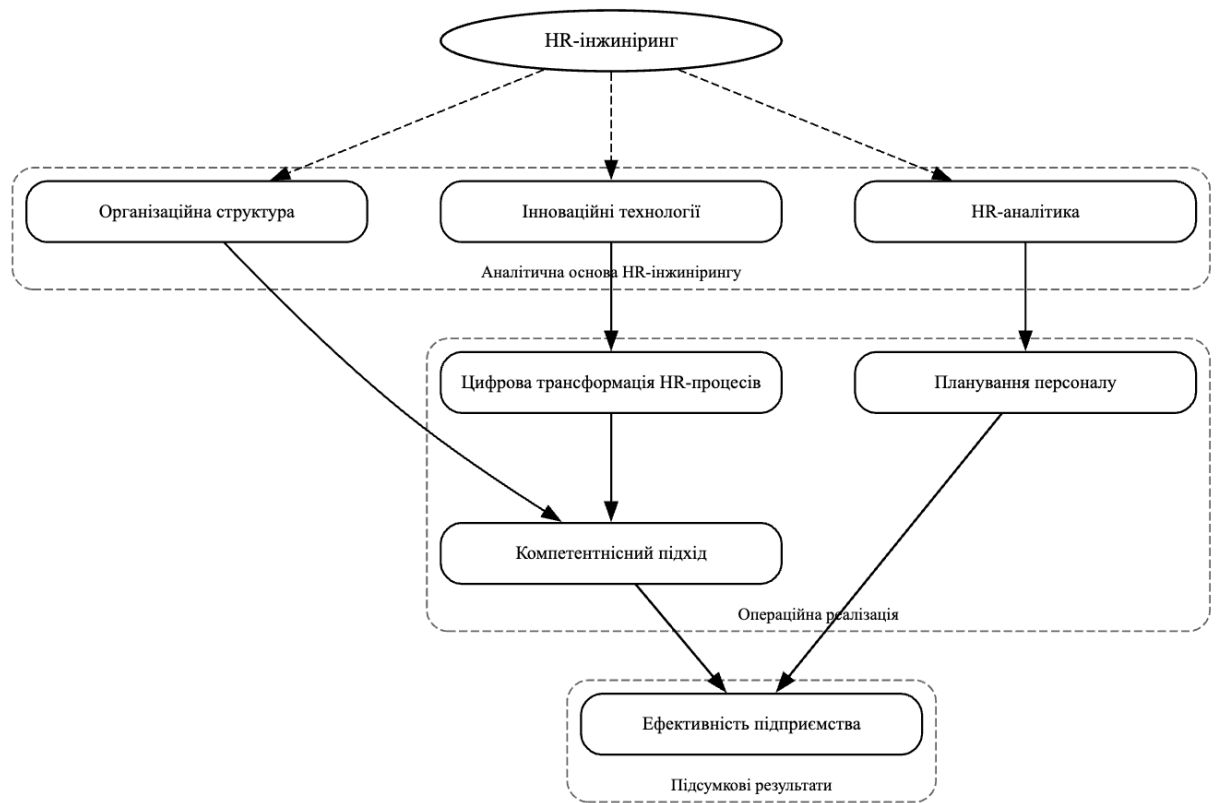 HR-інжиніринг
Організаційна структура
Інноваційні технології
HR-аналітика
Аналітична основа HR-інжинірингу
Цифрова трансформація HR-процесів
Планування персоналу
Компетентнісний підхід
Операційна реалізація
Ефективність підприємства
Підсумкові результати